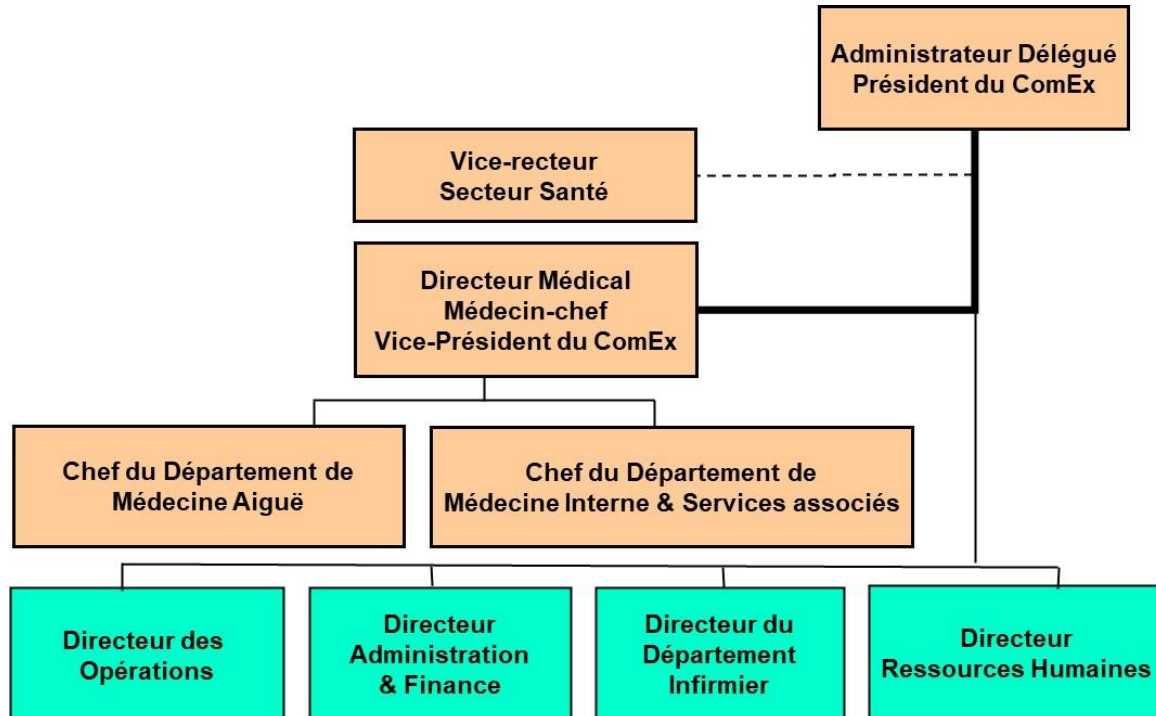 Administrateur Délégué
Président du ComEx
Vice-recteur
Secteur Santé
Directeur Médical
Médecin-chef
Vice-Président du ComEx
Chef du Département de
Médecine Aiguë
Chef du Département de
Médecine Interne & Services associés
Directeur des
Opérations
Directeur
Administration
& Finance
Directeur du
Département
Infirmier
Directeur
Ressources Humaines